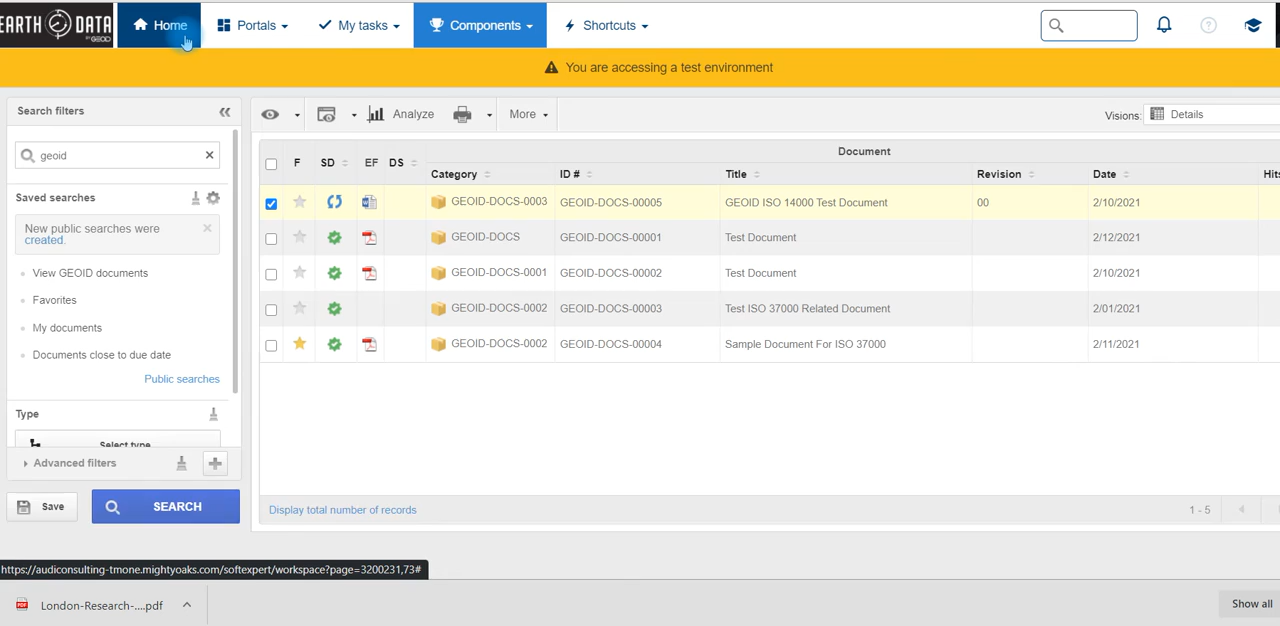 EARTH DATA
BY GEOID
Home
Portals
My tasks
Components
Shortcuts
You are accessing a test environment
Search filters
geoid
Saved searches
New public searches were
created.
View GEOID documents
Favorites
My documents
Documents close to due date
Public searches
Type
Select type
Advanced filters
Save
SEARCH
Analyze
More
Visions: Details
Document
F SD EF DS
Category ID # Title Revision Date Hits
GEOID-DOCS-0003 GEOID-DOCS-00005 GEOID ISO 14000 Test Document 00 2/10/2021
GEOID-DOCS GEOID-DOCS-00001 Test Document 2/12/2021
GEOID-DOCS-0001 GEOID-DOCS-00002 Test Document 2/10/2021
GEOID-DOCS-0002 GEOID-DOCS-00003 Test ISO 37000 Related Document 2/01/2021
GEOID-DOCS-0002 GEOID-DOCS-00004 Sample Document For ISO 37000 2/11/2021
Display total number of records
1 - 5
https://audiconsulting-tmone.mightyoaks.com/softexpert/workspace?page=3200231,73#
London-Research-....pdf
Show all